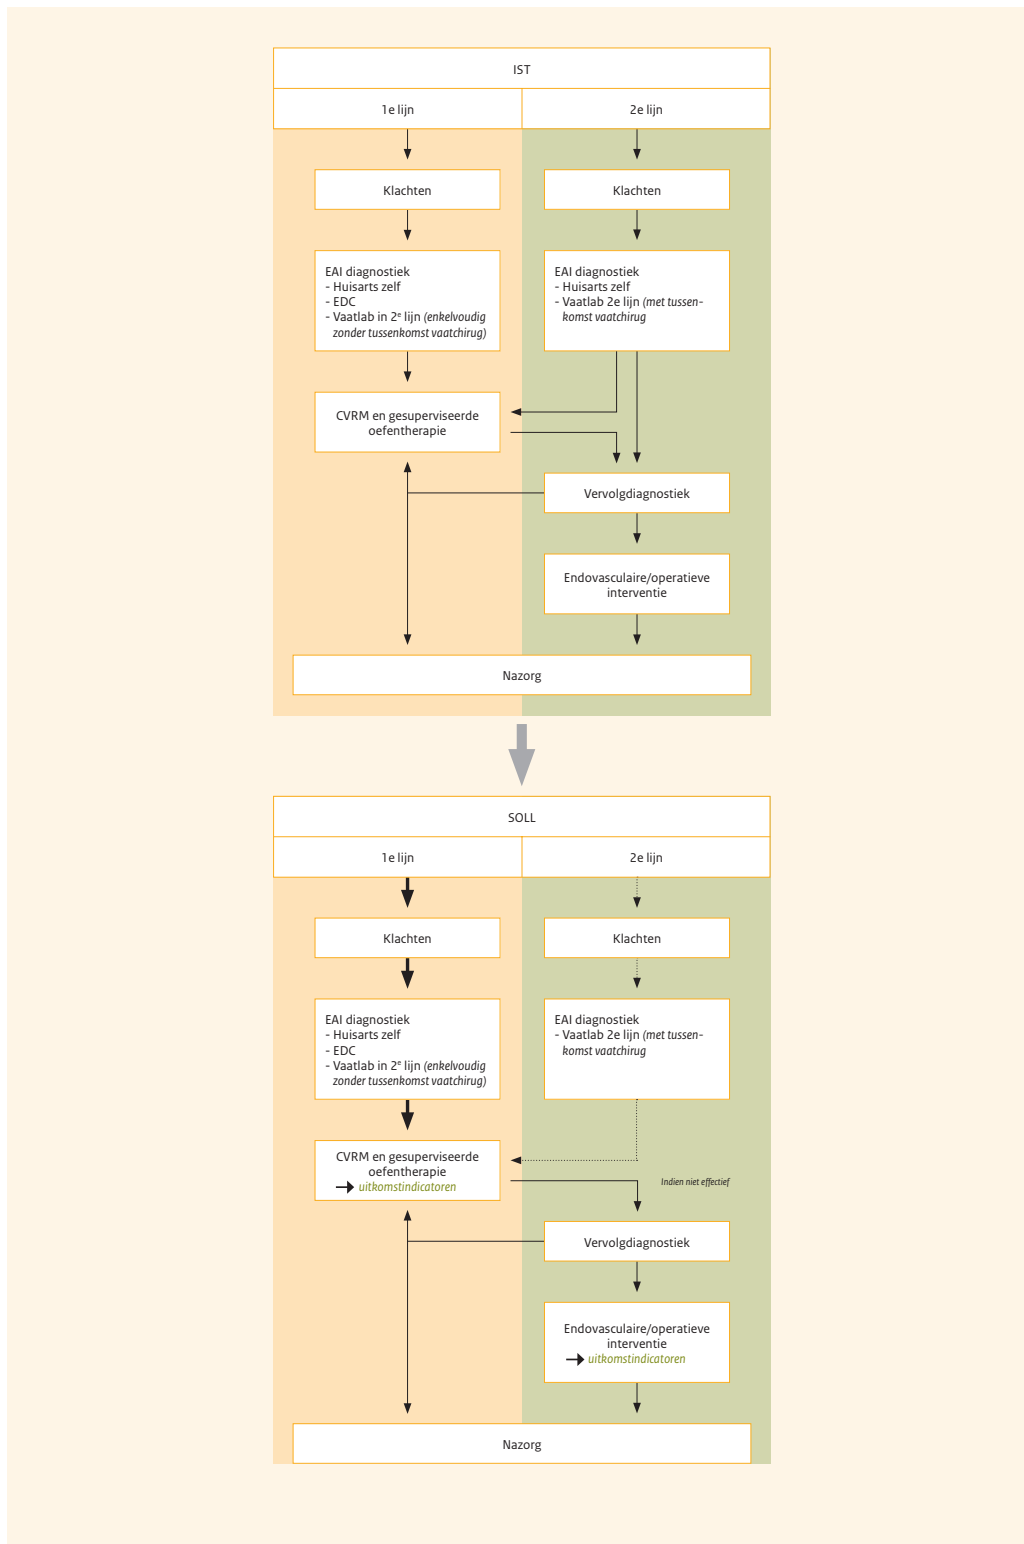 IST
1e lijn
2e lijn
Klachten
Klachten
EAI diagnostiek
- Huisarts zelf
- EDC
- Vaatlab in 2e lijn (enkelvoudig
zonder tussenkomst vaatchirug)
EAI diagnostiek
- Huisarts zelf
- Vaatlab 2e lijn (met tussen-
komst vaatchirug
CVRM en gesuperviseerde
oefentherapie
Vervolgdiagnostiek
Endovasculaire/operatieve
interventie
Nazorg
SOLL
1e lijn
2e lijn
Klachten
Klachten
EAI diagnostiek
- Huisarts zelf
- EDC
- Vaatlab in 2e lijn (enkelvoudig
zonder tussenkomst vaatchirug)
EAI diagnostiek
- Vaatlab 2e lijn (met tussen-
komst vaatchirug
CVRM en gesuperviseerde
oefentherapie
uitkomstindicatoren
Indien niet effectief
Vervolgdiagnostiek
Endovasculaire/operatieve
interventie
uitkomstindicatoren
Nazorg